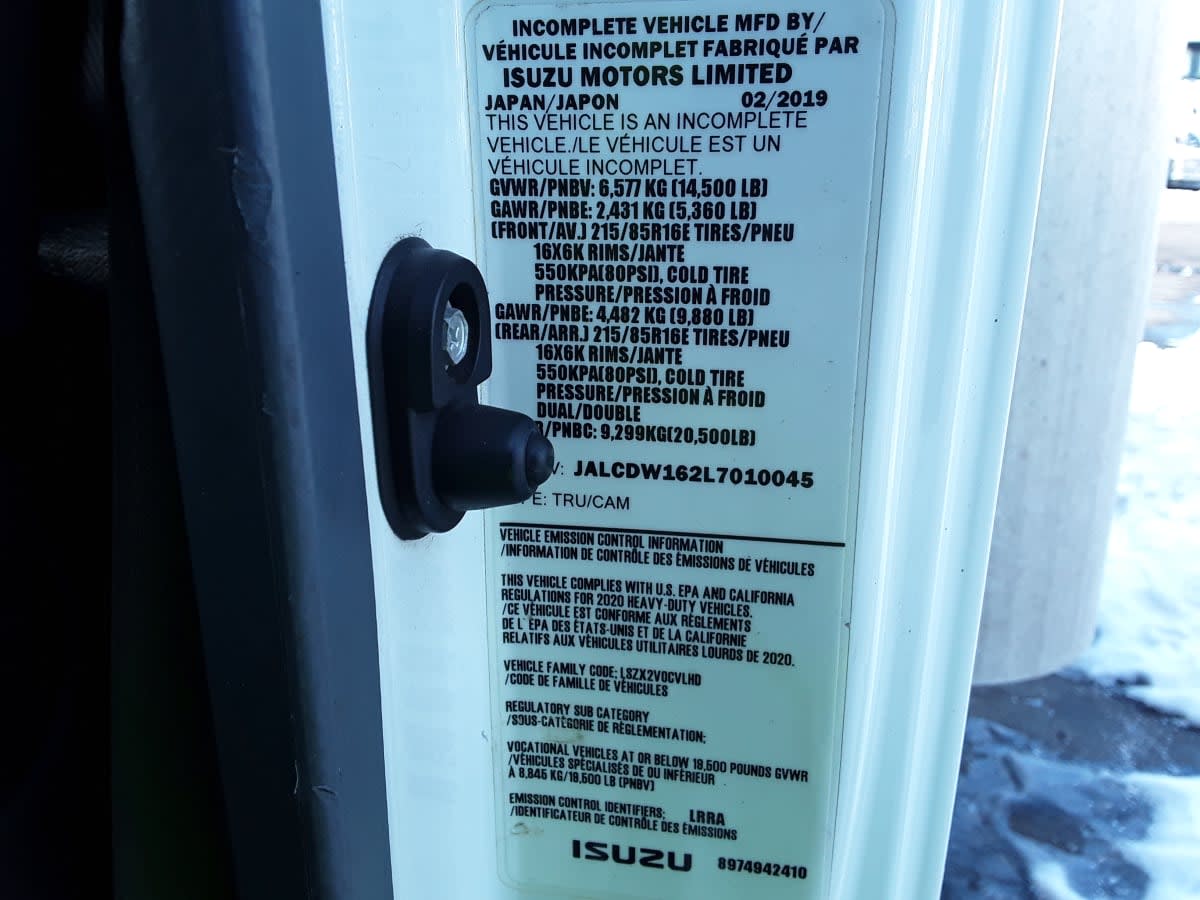 INCOMPLETE VEHICLE MFD BY/
VÉHICULE INCOMPLET FABRIQUÉ PAR
ISUZU MOTORS LIMITED
JAPAN/JAPON 02/2019
THIS VEHICLE IS AN INCOMPLETE
VEHICLE./LE VÉHICULE EST UN
VÉHICULE INCOMPLET.
GVWR/PNBV: 6,577 KG (14,500 LB)
GAWR/PNBE: 2,431 KG (5,360 LB)
(FRONT/AV.) 215/85R16E TIRES/PNEU
16X6K RIMS/JANTE
550KPA(80PSI), COLD TIRE
PRESSURE/PRESSION À FROID
GAWR/PNBE: 4,482 KG (9,880 LB)
(REAR/ARR.) 215/85R16E TIRES/PNEU
16X6K RIMS/JANTE
550KPA(80PSI), COLD TIRE
PRESSURE/PRESSION À FROID
DUAL/DOUBLE
/PNBC: 9,299KG(20,500LB)
JALCDW162L7010045
E: TRU/CAM
VEHICLE EMISSION CONTROL INFORMATION
/INFORMATION DE CONTRÔLE DES ÉMISSIONS DE VÉHICULES
THIS VEHICLE COMPLIES WITH U.S. EPA AND CALIFORNIA
REGULATIONS FOR 2020 HEAVY-DUTY VEHICLES.
/CE VÉHICULE EST CONFORME AUX RÈGLEMENTS
DE L'EPA DES ÉTATS-UNIS ET DE LA CALIFORNIE
RELATIFS AUX VÉHICULES UTILITAIRES LOURDS DE 2020.
VEHICLE FAMILY CODE: LSZX2VOCVLHD
/CODE DE FAMILLE DE VÉHICULES
REGULATORY SUB CATEGORY
/SOUS-CATÉGORIE DE RÈGLEMENTATION:
VOCATIONAL VEHICLES AT OR BELOW 19,500 POUNDS GVWR
/VÉHICULES SPÉCIALISÉS DE OU INFÉRIEUR
À 8,845 KG/19,500 LB (PNBV)
EMISSION CONTROL IDENTIFIERS: LRRA
/IDENTIFICATEUR DE CONTRÔLE DES ÉMISSIONS
ISUZU 8974942410